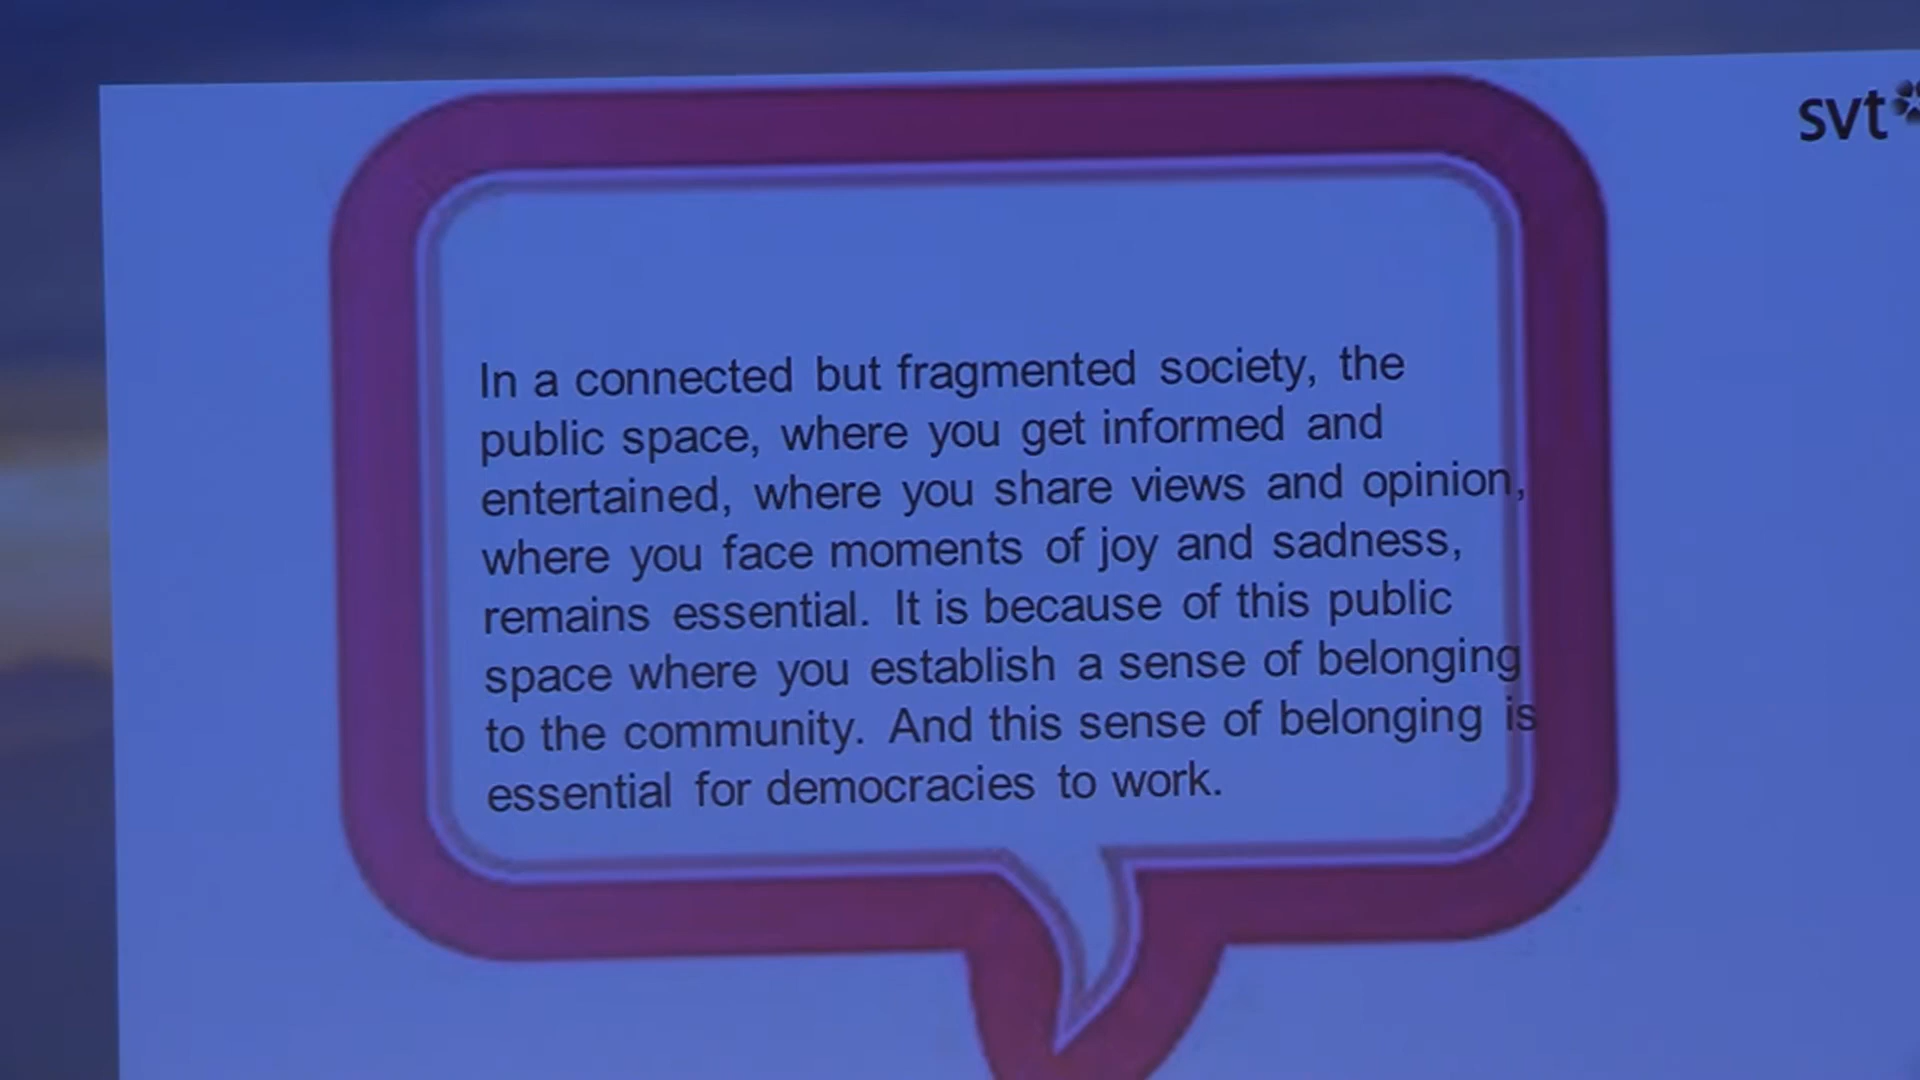 svt
In a connected but fragmented society, the
public space, where you get informed and
entertained, where you share views and opinion,
where you face moments of joy and sadness,
remains essential. It is because of this public
space where you establish a sense of belonging
to the community. And this sense of belonging is
essential for democracies to work.